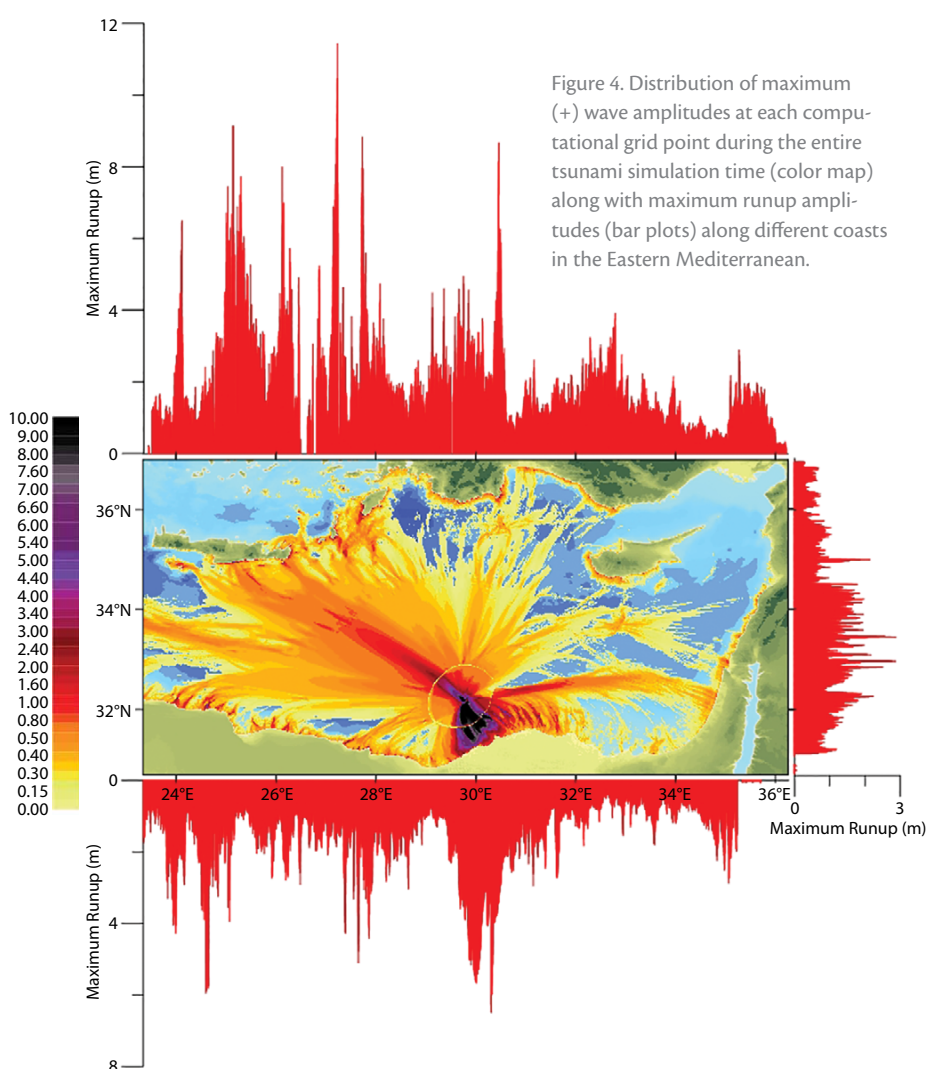 12
8
4
0
Maximum Runup (m)
Figure 4. Distribution of maximum
(+) wave amplitudes at each compu-
tational grid point during the entire
tsunami simulation time (color map)
along with maximum runup ampli-
tudes (bar plots) along different coasts
in the Eastern Mediterranean.
10.00
9.00
8.00
7.60
7.00
6.60
6.00
5.40
5.00
4.40
4.00
3.40
3.00
2.40
2.00
1.60
1.00
0.80
0.50
0.40
0.30
0.15
0.00
36°N
34°N
32°N
24°E 26°E 28°E 30°E 32°E 34°E 36°E
0 3
Maximum Runup (m)
0
4
8
Maximum Runup (m)